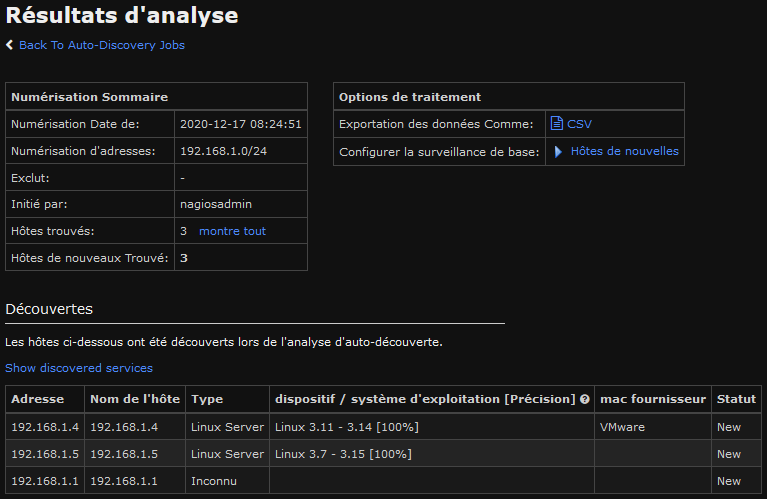 Résultats d'analyse
Back To Auto-Discovery Jobs
Numérisation Sommaire
Numérisation Date de: 2020-12-17 08:24:51
Numérisation d'adresses: 192.168.1.0/24
Exclut: -
Initié par: nagiosadmin
Hôtes trouvés: 3 montre tout
Hôtes de nouveaux Trouvé: 3
Options de traitement
Exportation des données Comme: CSV
Configurer la surveillance de base: Hôtes de nouvelles
Découvertes
Les hôtes ci-dessous ont été découverts lors de l'analyse d'auto-découverte.
Show discovered services
Adresse Nom de l'hôte Type dispositif / système d'exploitation [Précision] ? mac fournisseur Statut
192.168.1.4 192.168.1.4 Linux Server Linux 3.11 - 3.14 [100%] VMware New
192.168.1.5 192.168.1.5 Linux Server Linux 3.7 - 3.15 [100%] New
192.168.1.1 192.168.1.1 Inconnu New